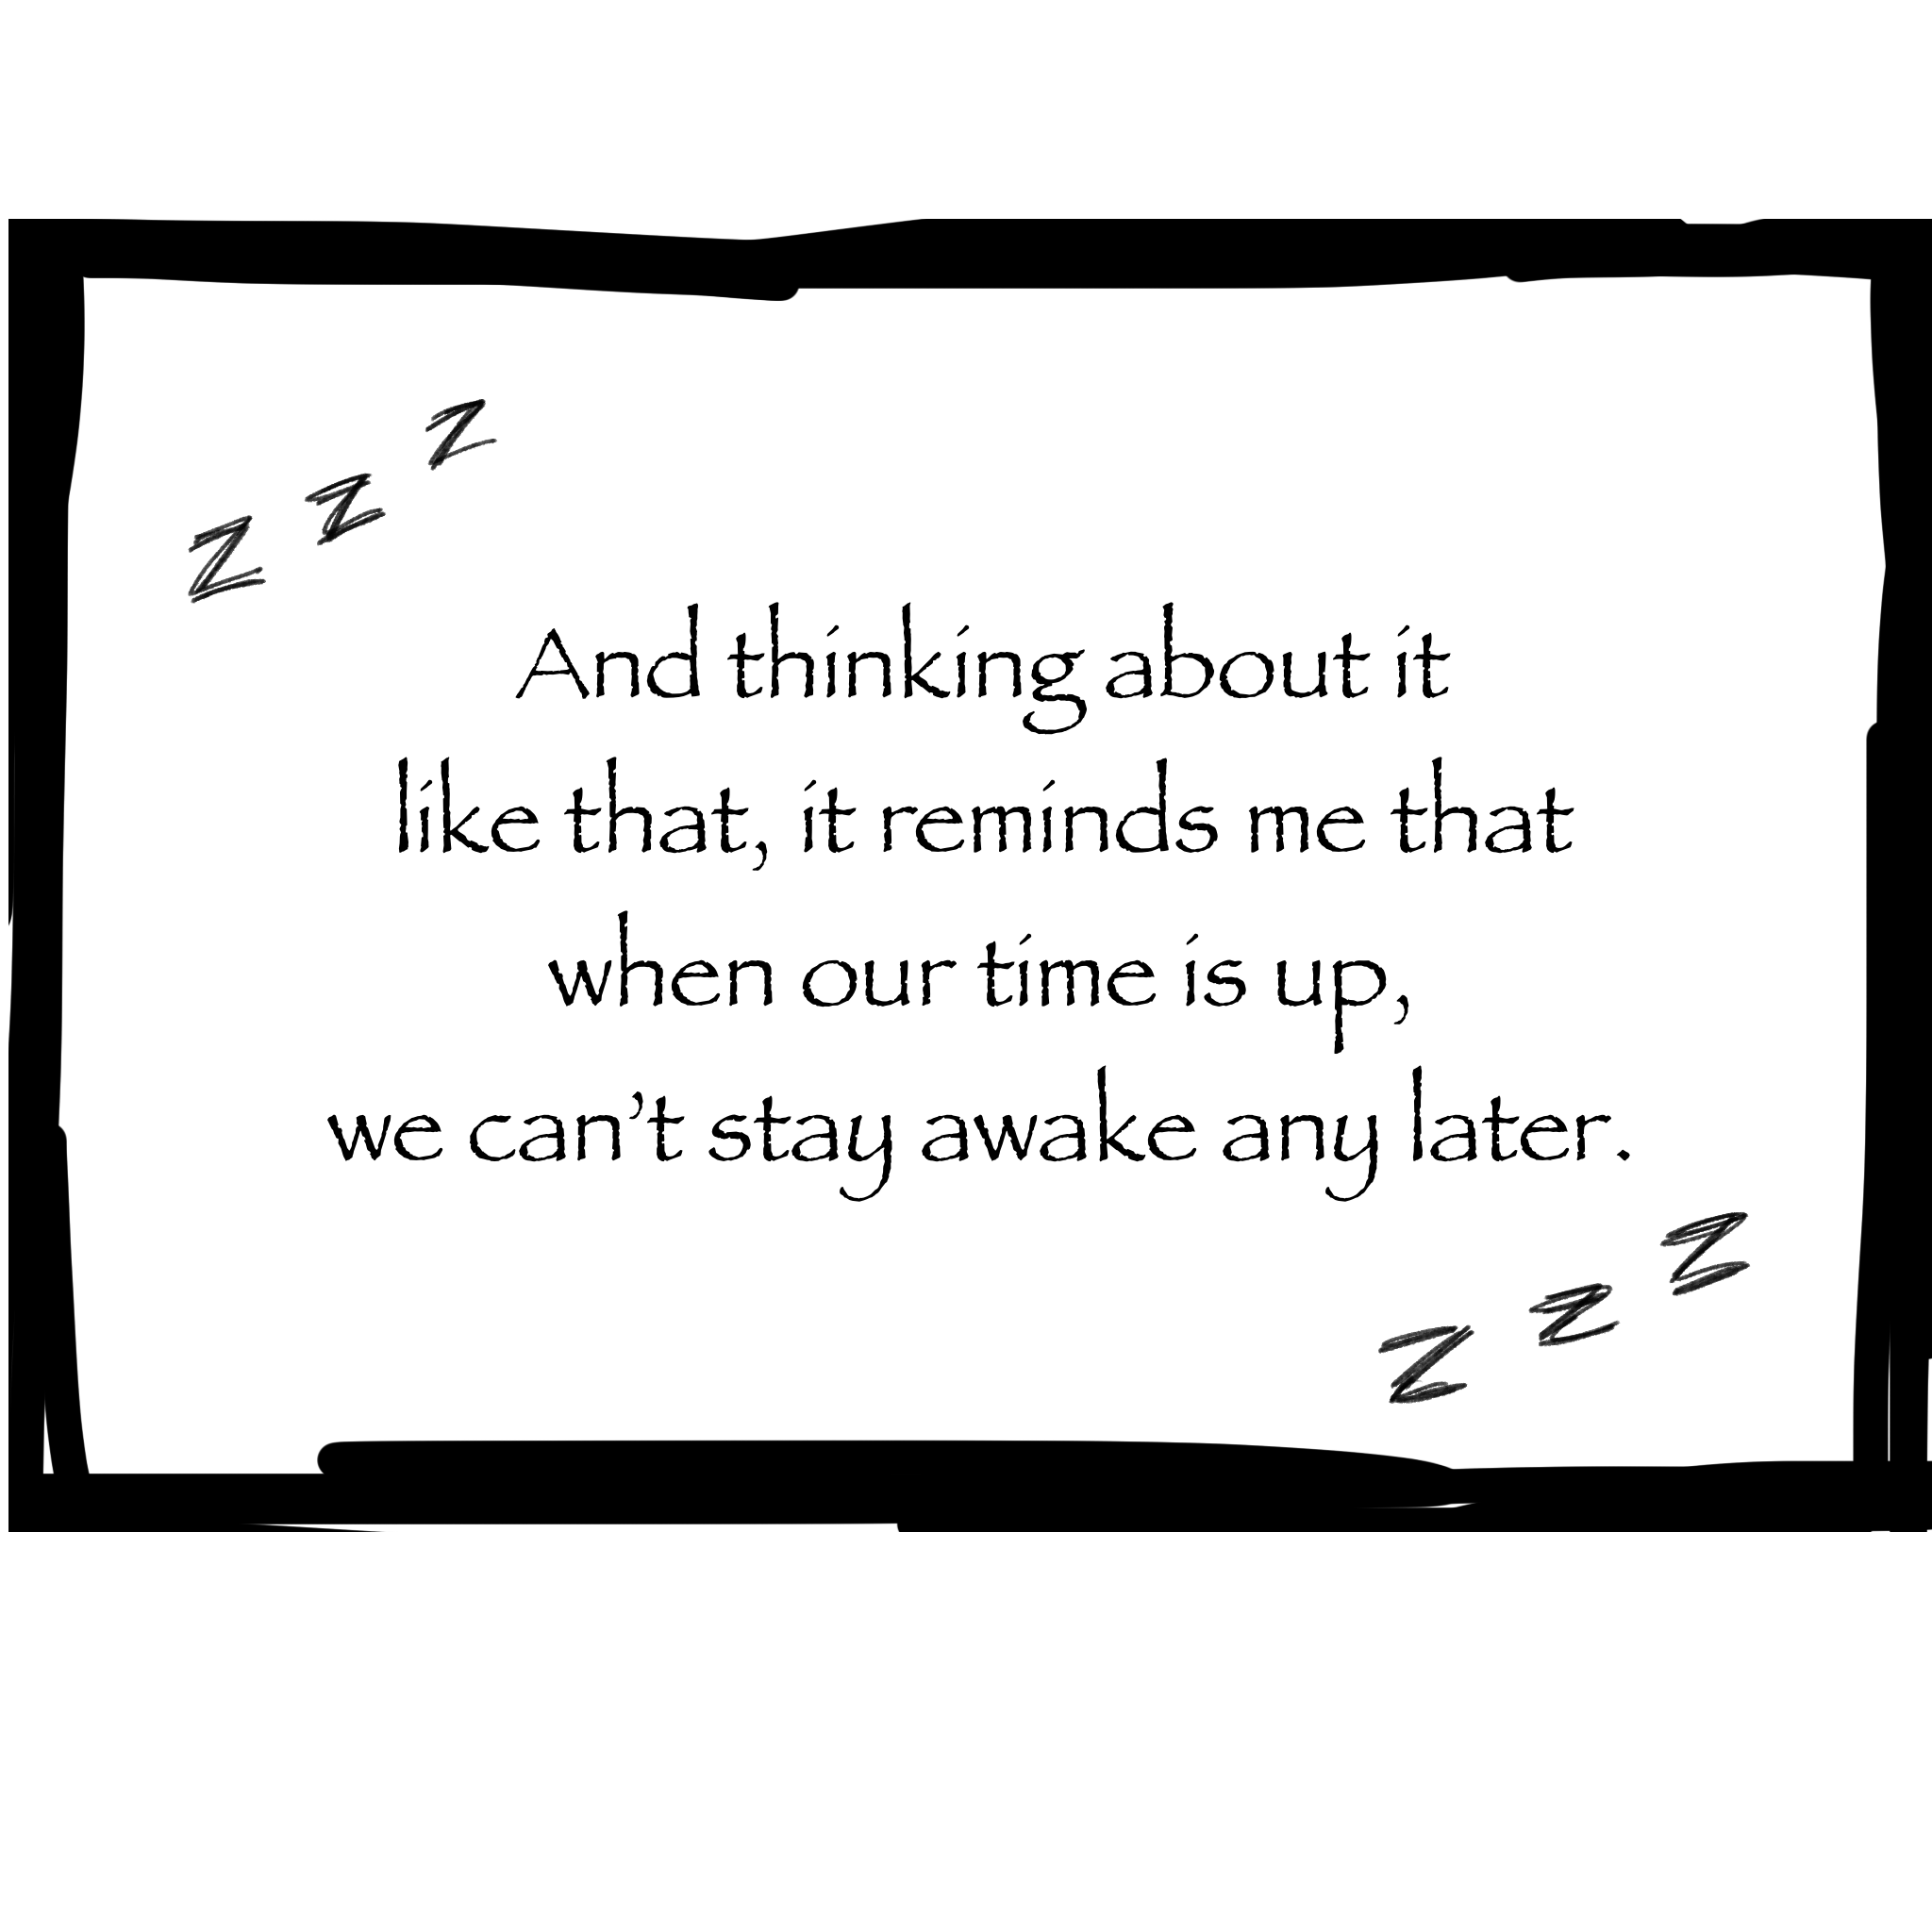 z z z
And thinking about it
like that, it reminds me that
when our time is up,
we can't stay awake any later.
z z z